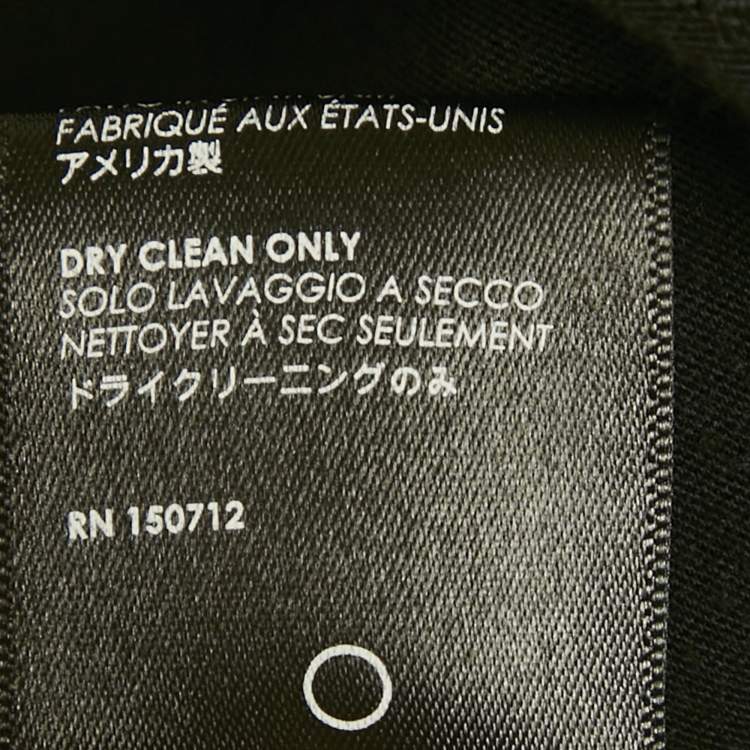 FABRIQUÉ AUX ÉTATS-UNIS
アメリカ製
DRY CLEAN ONLY
SOLO LAVAGGIO A SECCO
NETTOYER À SEC SEULEMENT
ドライクリーニングのみ
RN 150712